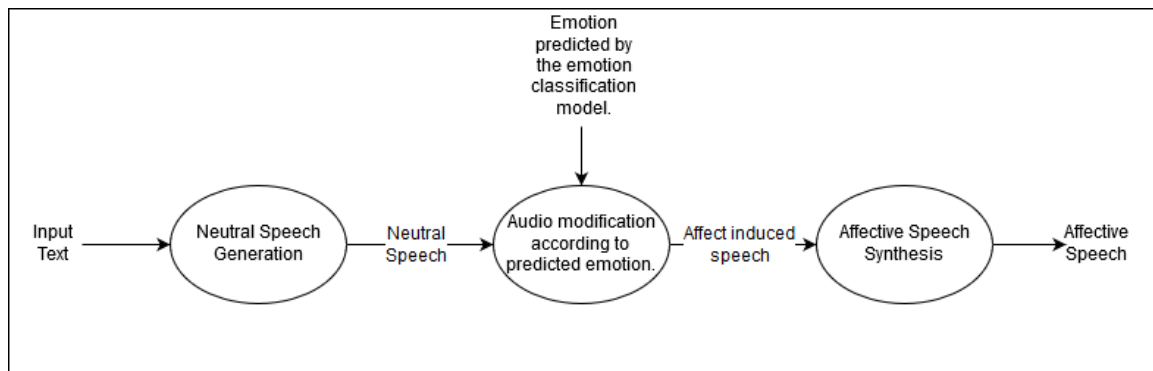 Emotion
predicted by
the emotion
classification
model.
Input
Text
Neutral Speech
Generation
Neutral
Speech
Audio modification
according to
predicted emotion.
Affect induced
speech
Affective Speech
Synthesis
Affective
Speech